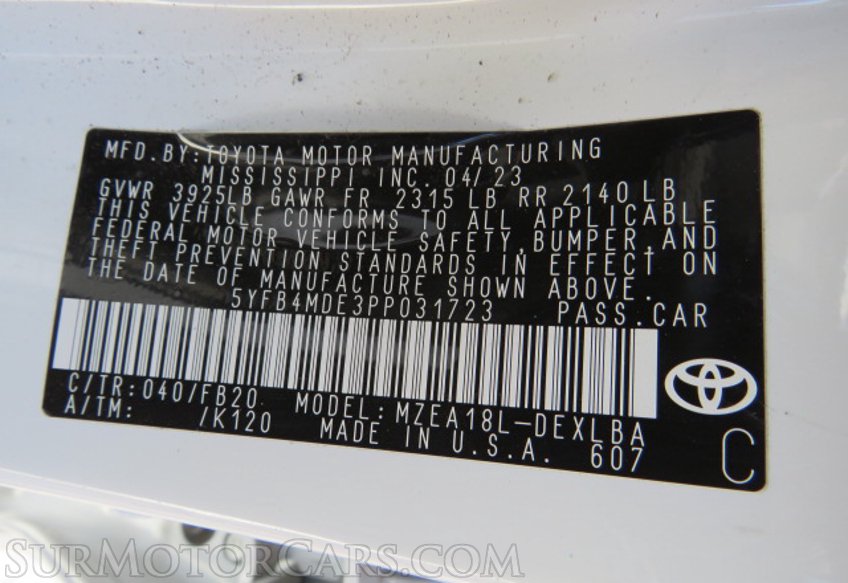 MFD.BY:TOYOTA MOTOR MANUFACTURING
MISSISSIPPI INC. 04/23
GVWR 3925LB GAWR FR 2315 LB RR 2140 LB
THIS VEHICLE CONFORMS TO ALL APPLICABLE
FEDERAL MOTOR VEHICLE SAFETY,BUMPER,AND
THEFT PREVENTION STANDARDS IN EFFECT ON
THE DATE OF MANUFACTURE SHOWN ABOVE.
5YFB4MDE3PP031723 PASS.CAR
C/TR:040/FB20 MODEL:MZEA18L-DEXLBA
A/TM: /K120 MADE IN U.S.A. 607
C
SurMotorCars.com